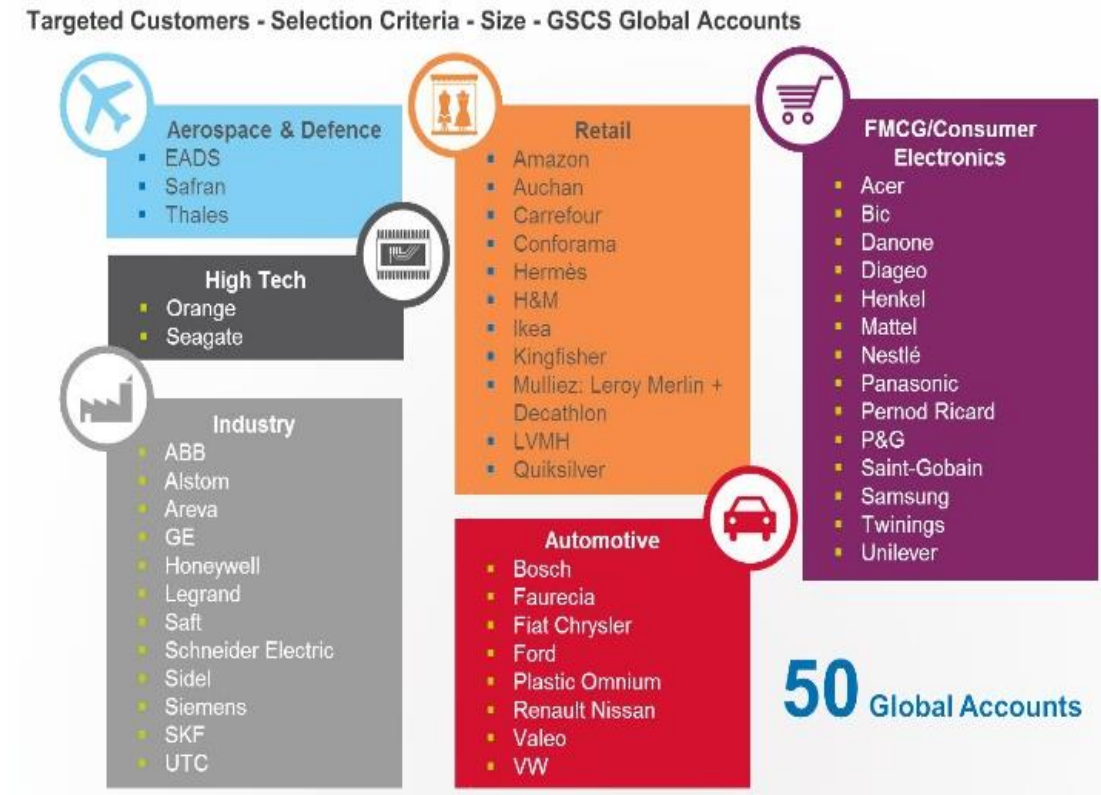 Targeted Customers - Selection Criteria - Size - GSCS Global Accounts
Aerospace & Defence
EADS
Safran
Thales
High Tech
Orange
Seagate
Industry
ABB
Alstom
Areva
GE
Honeywell
Legrand
Saft
Schneider Electric
Sidel
Siemens
SKF
UTC
Retail
Amazon
Auchan
Carrefour
Conforama
Hermès
H&M
Ikea
Kingfisher
Mulliez: Leroy Merlin +
Decathlon
LVMH
Quiksilver
Automotive
Bosch
Faurecia
Fiat Chrysler
Ford
Plastic Omnium
Renault Nissan
Valeo
VW
FMCG/Consumer
Electronics
Acer
Bic
Danone
Diageo
Henkel
Mattel
Nestlé
Panasonic
Pernod Ricard
P&G
Saint-Gobain
Samsung
Twinings
Unilever
50 Global Accounts